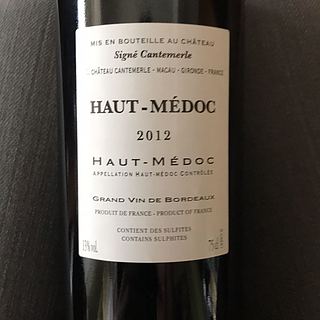 MIS EN BOUTEILLE AU CHÂTEAU
Signé Cantemerle
CHÂTEAU CANTEMERLE - MACAU - GIRONDE - FRANCE
HAUT-MÉDOC
2012
HAUT-MÉDOC
APPELLATION HAUT-MÉDOC CONTRÔLÉE
GRAND VIN DE BORDEAUX
PRODUIT DE FRANCE - PRODUCT OF FRANCE
CONTIENT DES SULFITES
CONTAINS SULPHITES
13% vol.
75 cl